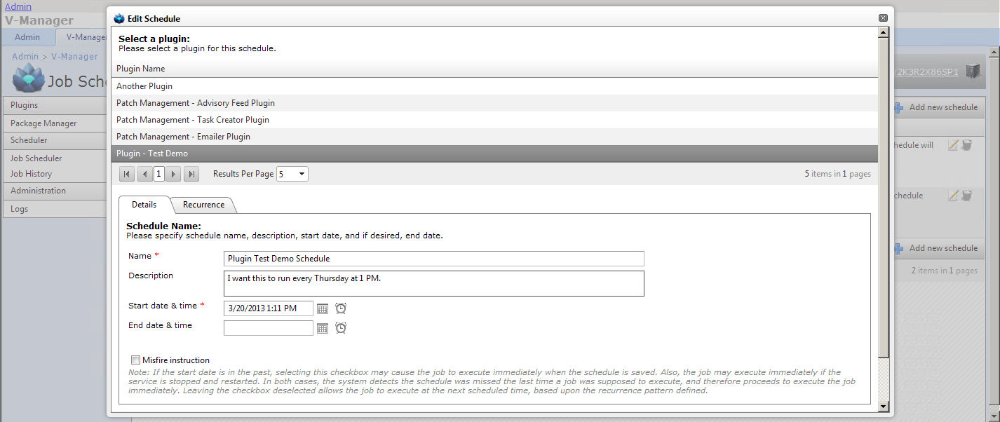 Admin
V-Manager
Admin
V-Manager
Admin > V-Manager
Job Sche
Plugins
Package Manager
Scheduler
Job Scheduler
Job History
Administration
Logs
Edit Schedule
Select a plugin:
Please select a plugin for this schedule.
Plugin Name
Another Plugin
Patch Management - Advisory Feed Plugin
Patch Management - Task Creator Plugin
Patch Management - Emailer Plugin
Plugin - Test Demo
1 Results Per Page 5
5 items in 1 pages
Details Recurrence
Schedule Name:
Please specify schedule name, description, start date, and if desired, end date.
Name * Plugin Test Demo Schedule
Description I want this to run every Thursday at 1 PM.
Start date & time * 3/20/2013 1:11 PM
End date & time
Misfire instruction
Note: If the start date is in the past, selecting this checkbox may cause the job to execute immediately when the schedule is saved. Also, the job may execute immediately if the
service is stopped and restarted. In both cases, the system detects the schedule was missed the last time a job was supposed to execute, and therefore proceeds to execute the job
immediately. Leaving the checkbox deselected allows the job to execute at the next scheduled time, based upon the recurrence pattern defined.
/2K3R2X86SP1
Add new schedule
hedule will
chedule
Add new schedule
2 items in 1 pages